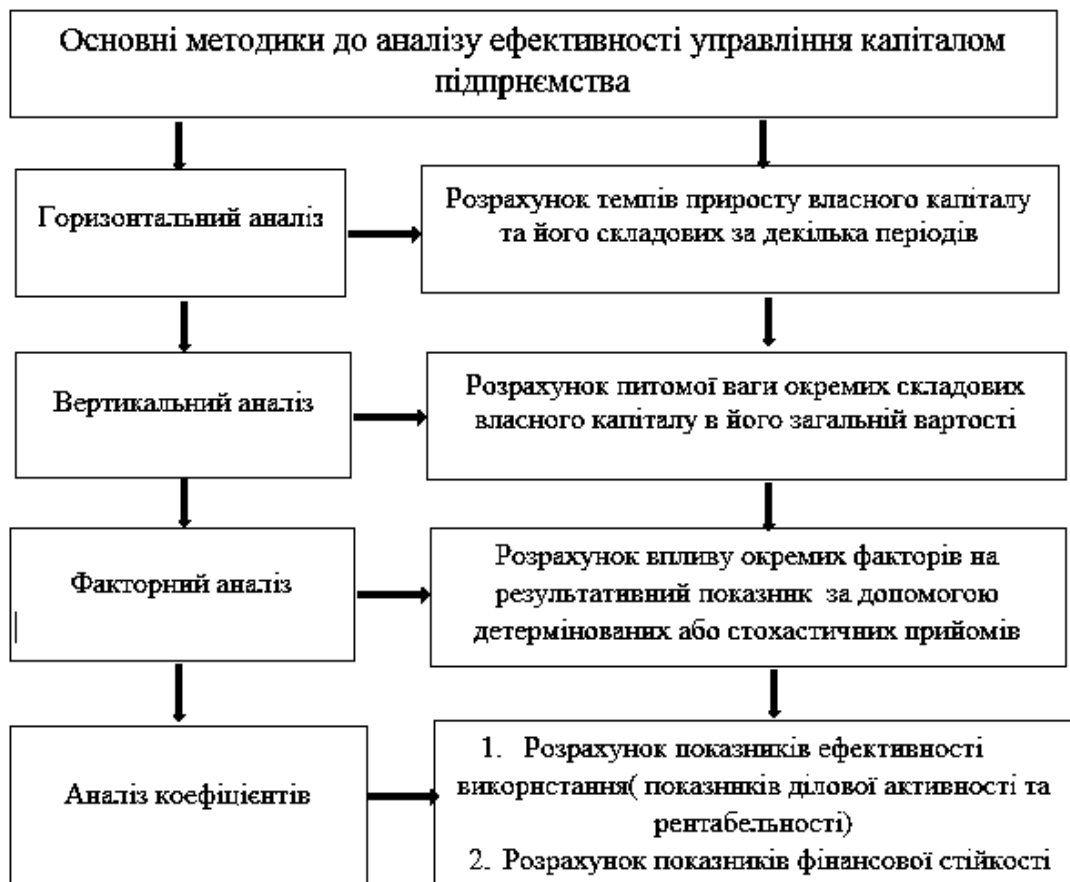 Основні методики до аналізу ефективності управління капіталом
підпрнємства
Горизонтальний аналіз
Розрахунок темпів приросту власного капіталу
та його складових за декілька періодів
Вертикальний аналіз
Розрахунок питомої ваги окремих складових
власного капіталу в його загальній вартості
Факторний аналіз
Розрахунок впливу окремих факторів на
результативний показник за допомогою
детермінованих або стохастичних прийомів
Аналіз коефіцієнтів
1. Розрахунок показників ефективності
використання( показників ділової активності та
рентабельності)
2. Розрахунок показників фінансової стійкості